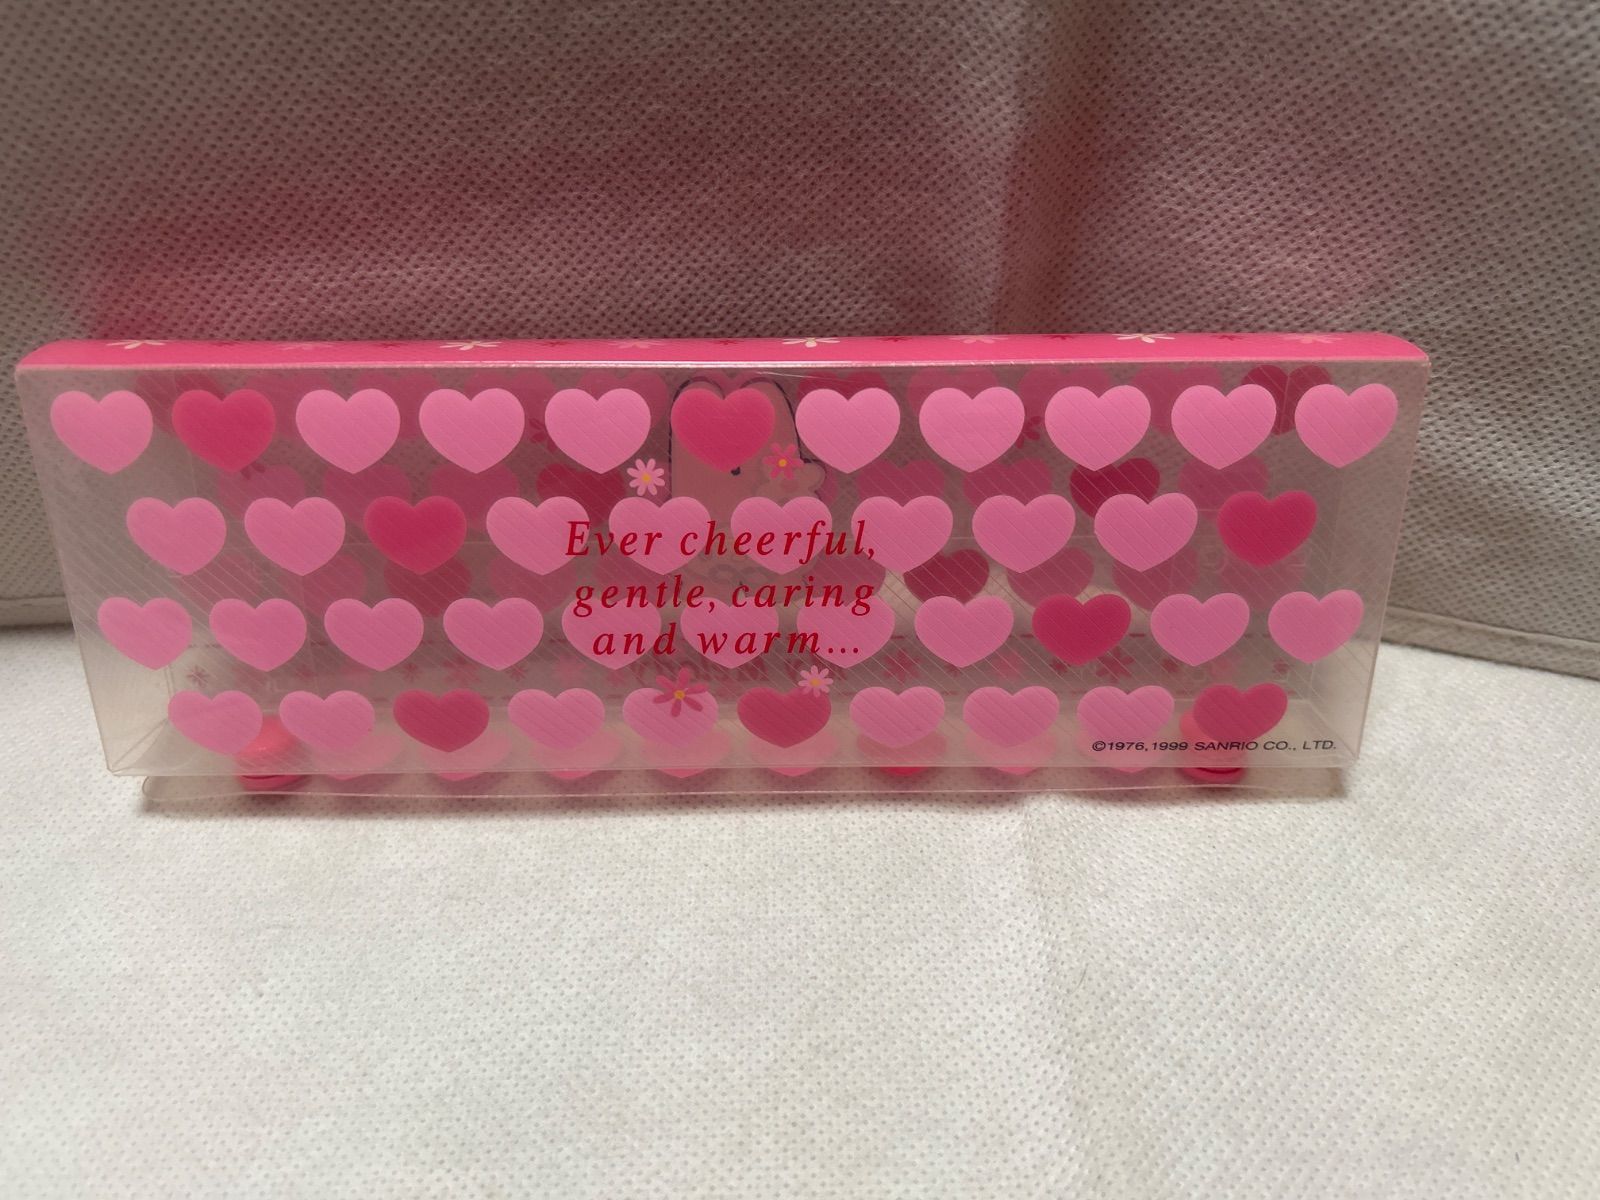 Ever cheerful,
gentle, caring
and warm...
©1976, 1999 SANRIO CO., LTD.